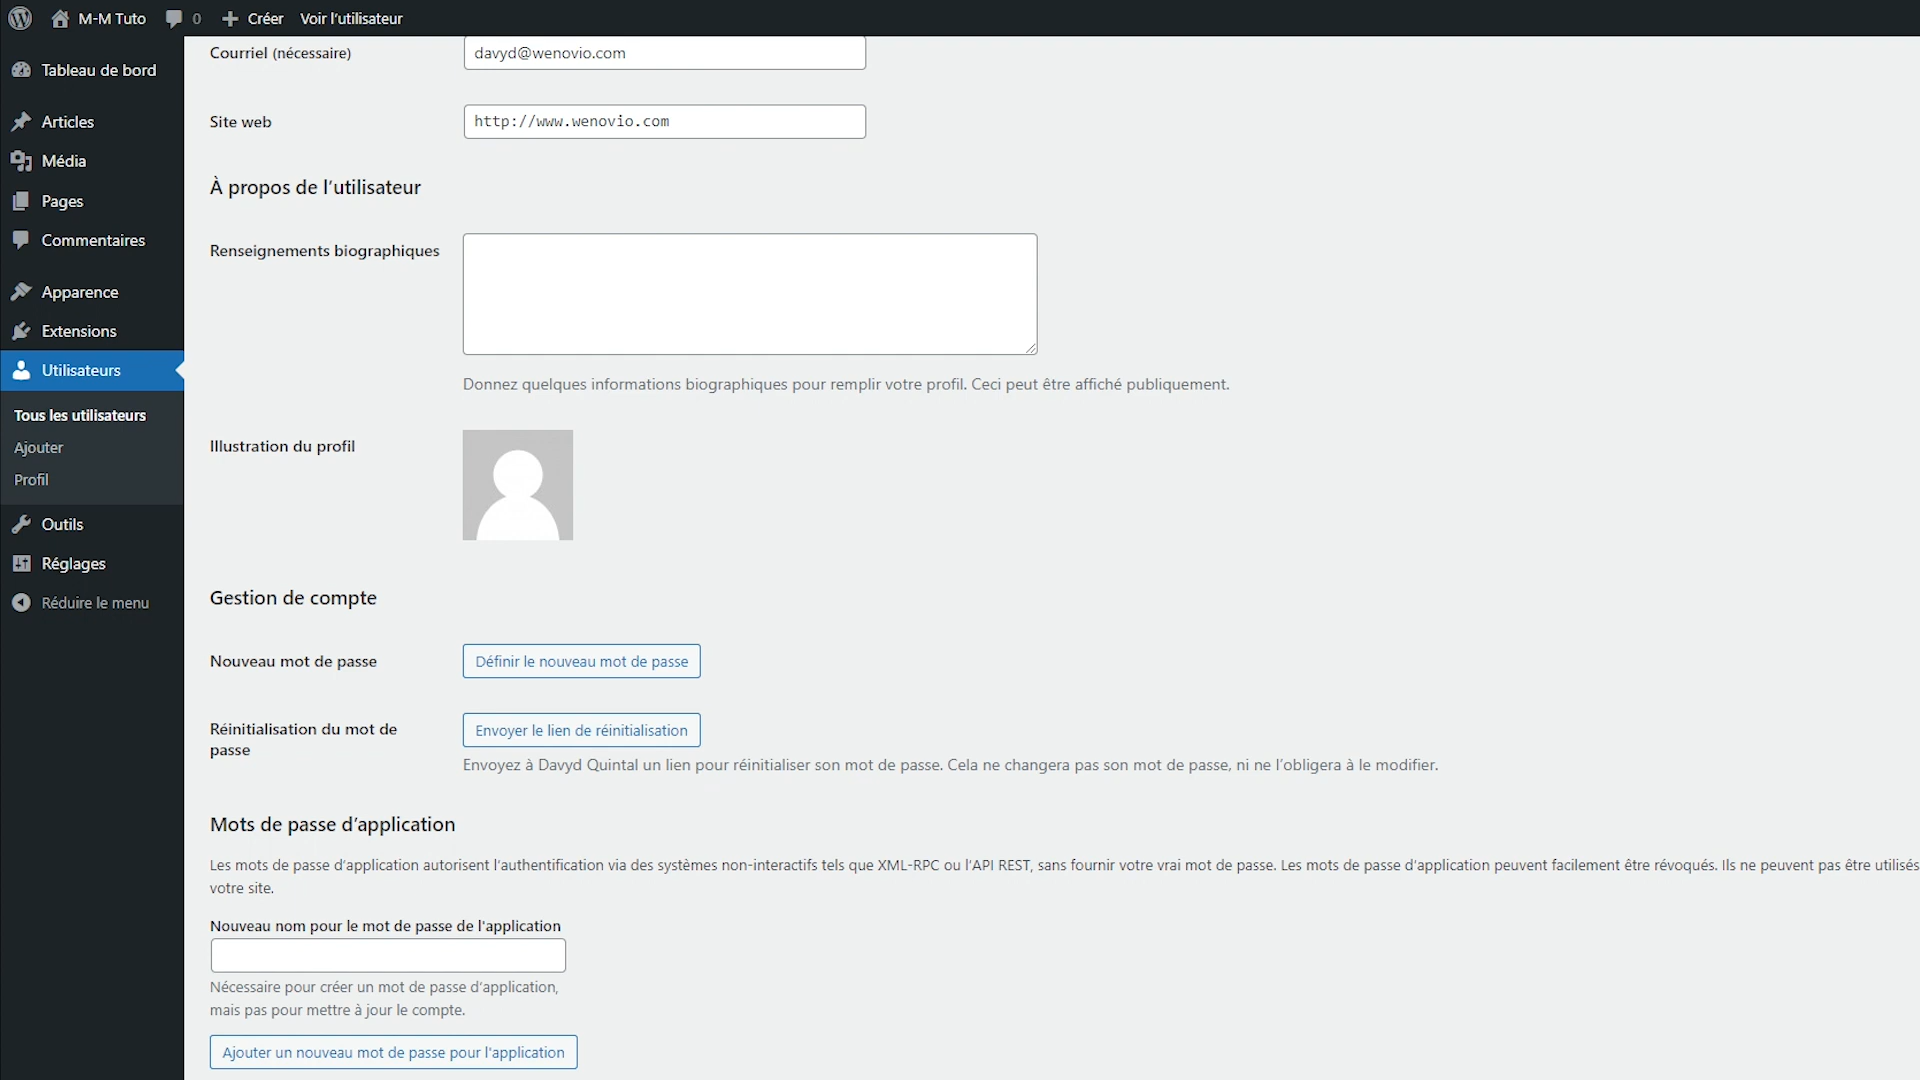 M-M Tuto
0
Créer
Voir l'utilisateur
Tableau de bord
Articles
Média
Pages
Commentaires
Apparence
Extensions
Utilisateurs
Tous les utilisateurs
Ajouter
Profil
Outils
Réglages
Réduire le menu
Courriel (nécessaire)
davyd@wenovio.com
Site web
http://www.wenovio.com
À propos de l'utilisateur
Renseignements biographiques
Donnez quelques informations biographiques pour remplir votre profil. Ceci peut être affiché publiquement.
Illustration du profil
Gestion de compte
Nouveau mot de passe
Définir le nouveau mot de passe
Réinitialisation du mot de
passe
Envoyer le lien de réinitialisation
Envoyez à Davyd Quintal un lien pour réinitialiser son mot de passe. Cela ne changera pas son mot de passe, ni ne l'obligera à le modifier.
Mots de passe d'application
Les mots de passe d'application autorisent l'authentification via des systèmes non-interactifs tels que XML-RPC ou l'API REST, sans fournir votre vrai mot de passe. Les mots de passe d'application peuvent facilement être révoqués. Ils ne peuvent pas être utilisés
votre site.
Nouveau nom pour le mot de passe de l'application
Nécessaire pour créer un mot de passe d'application,
mais pas pour mettre à jour le compte.
Ajouter un nouveau mot de passe pour l'application